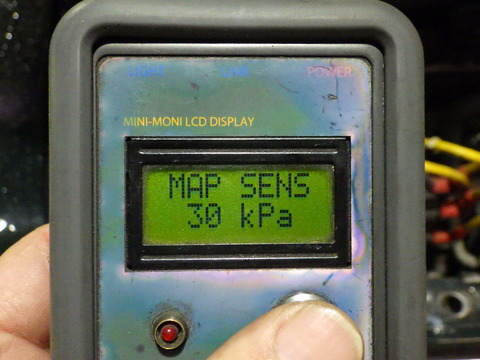 POWER
MINI-MONI LCD DISPLAY
MAP SENS
30 kPa